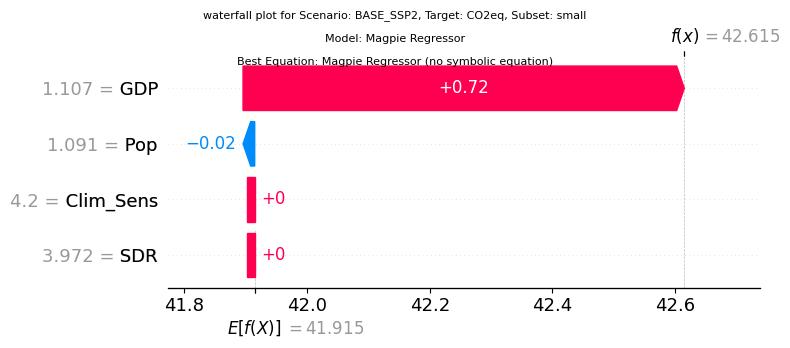 waterfall plot for Scenario: BASE_SSP2, Target: CO2eq, Subset: small
Model: Magpie Regressor
Best Equation: Magpie Regressor (no symbolic equation)
f(x) = 42.615
1.107 = GDP
+0.72
1.091 = Pop
−0.02
4.2 = Clim_Sens
+0
3.972 = SDR
+0
41.8 42.0 42.2 42.4 42.6
E[f(X)] = 41.915